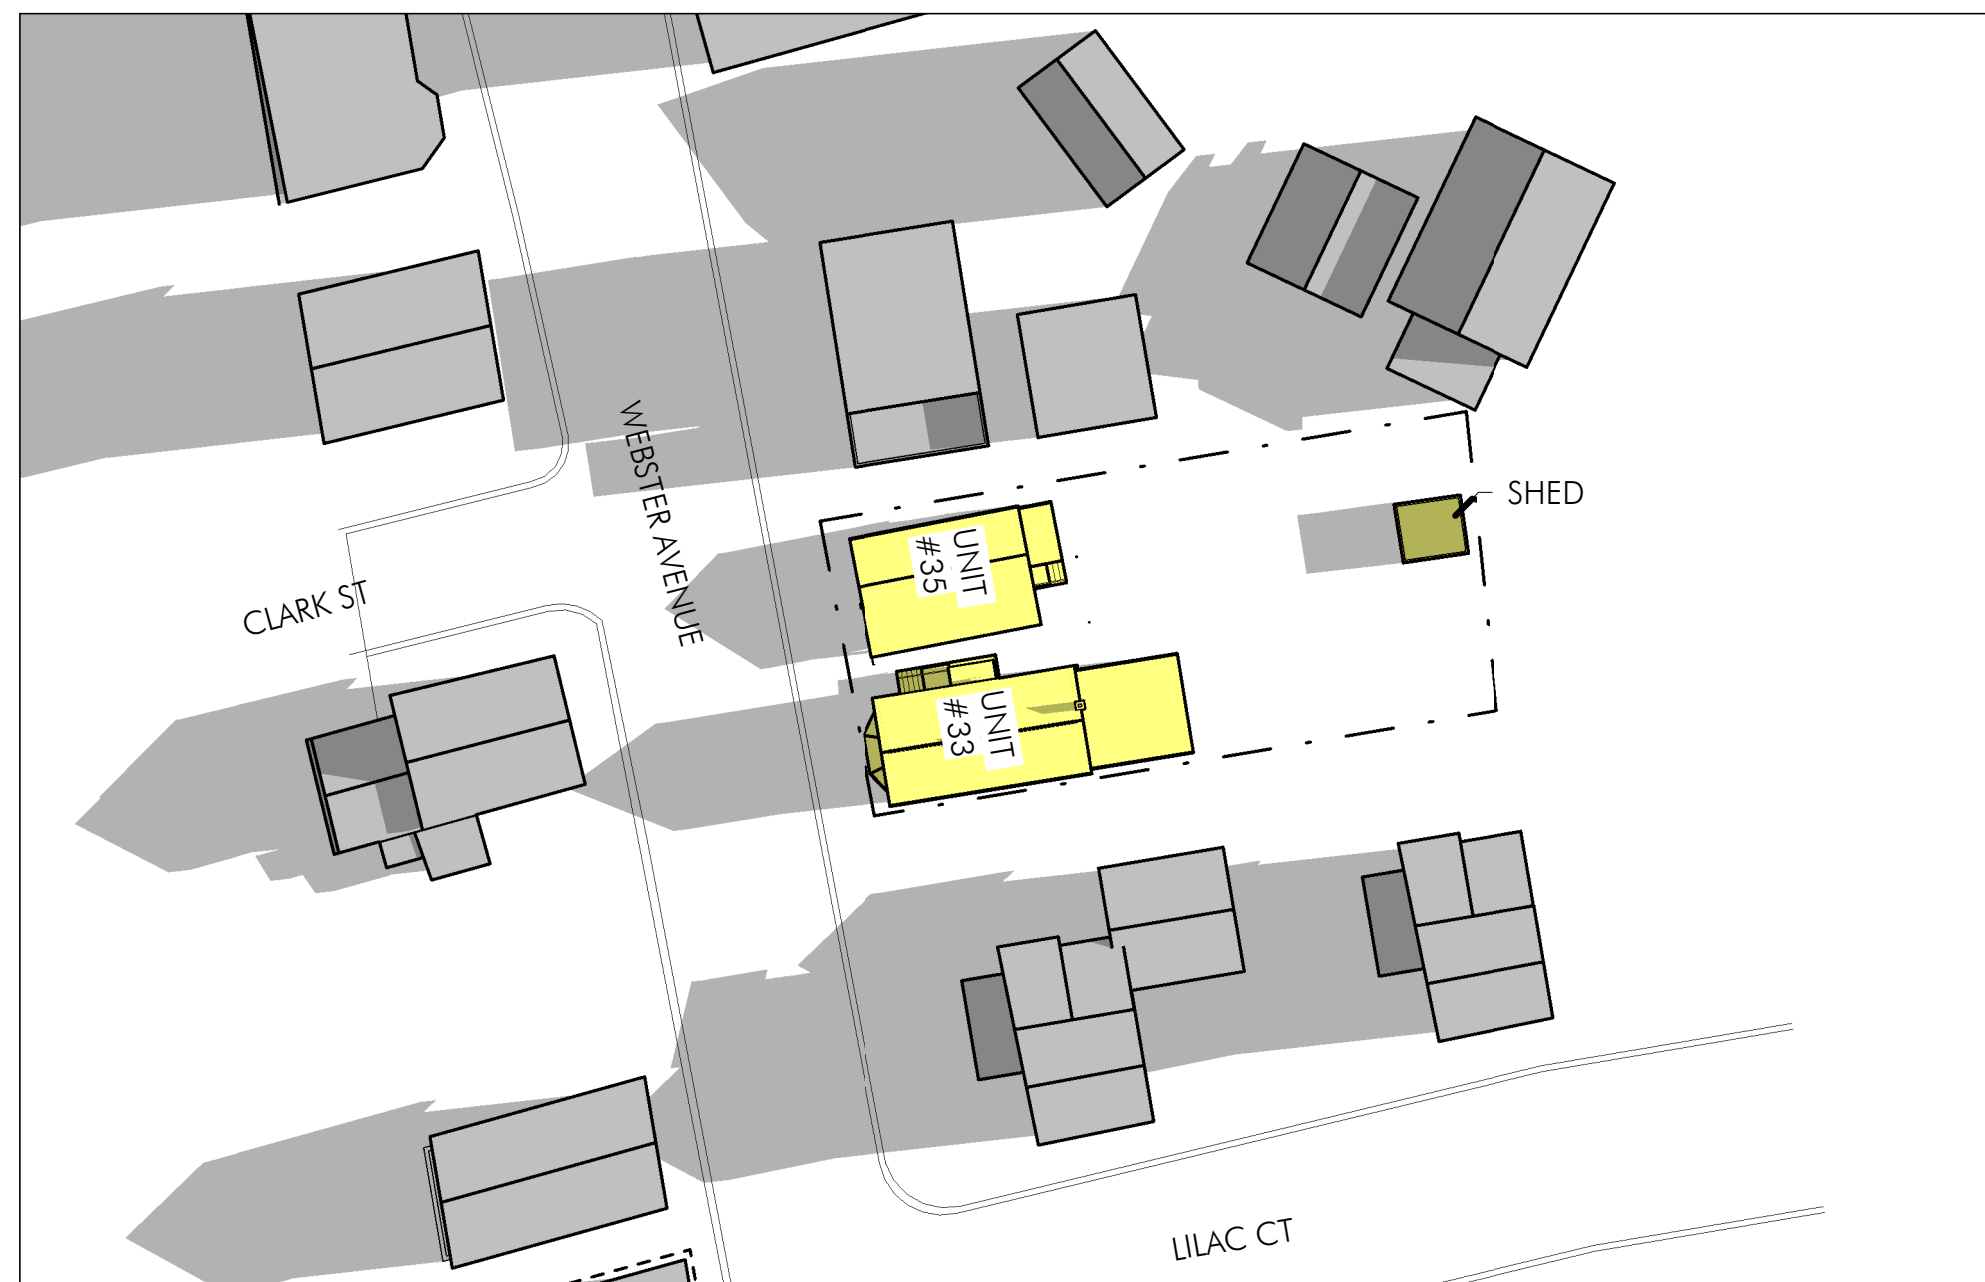 WEBSTER AVENUE
SHED
UNIT
#35
CLARK ST
UNIT
#33
LILAC CT